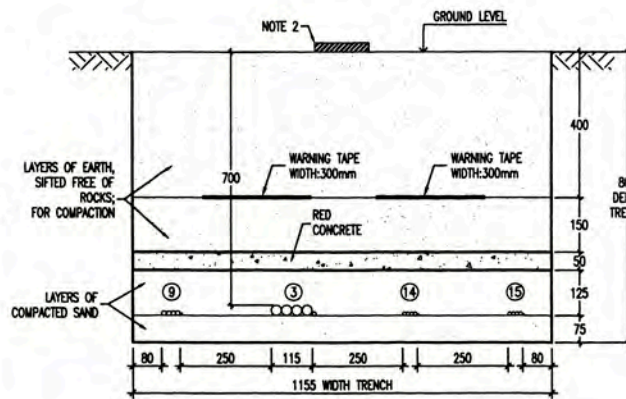 NOTE 2
GROUND LEVEL
400
LAYERS OF EARTH,
SIFTED FREE OF
ROCKS;
FOR COMPACTION
700
WARNING TAPE
WIDTH:300mm
WARNING TAPE
WIDTH:300mm
150
RED
CONCRETE
50
LAYERS OF
COMPACTED SAND
9
3
14
15
125
75
80
250
115
250
250
80
1155 WIDTH TRENCH